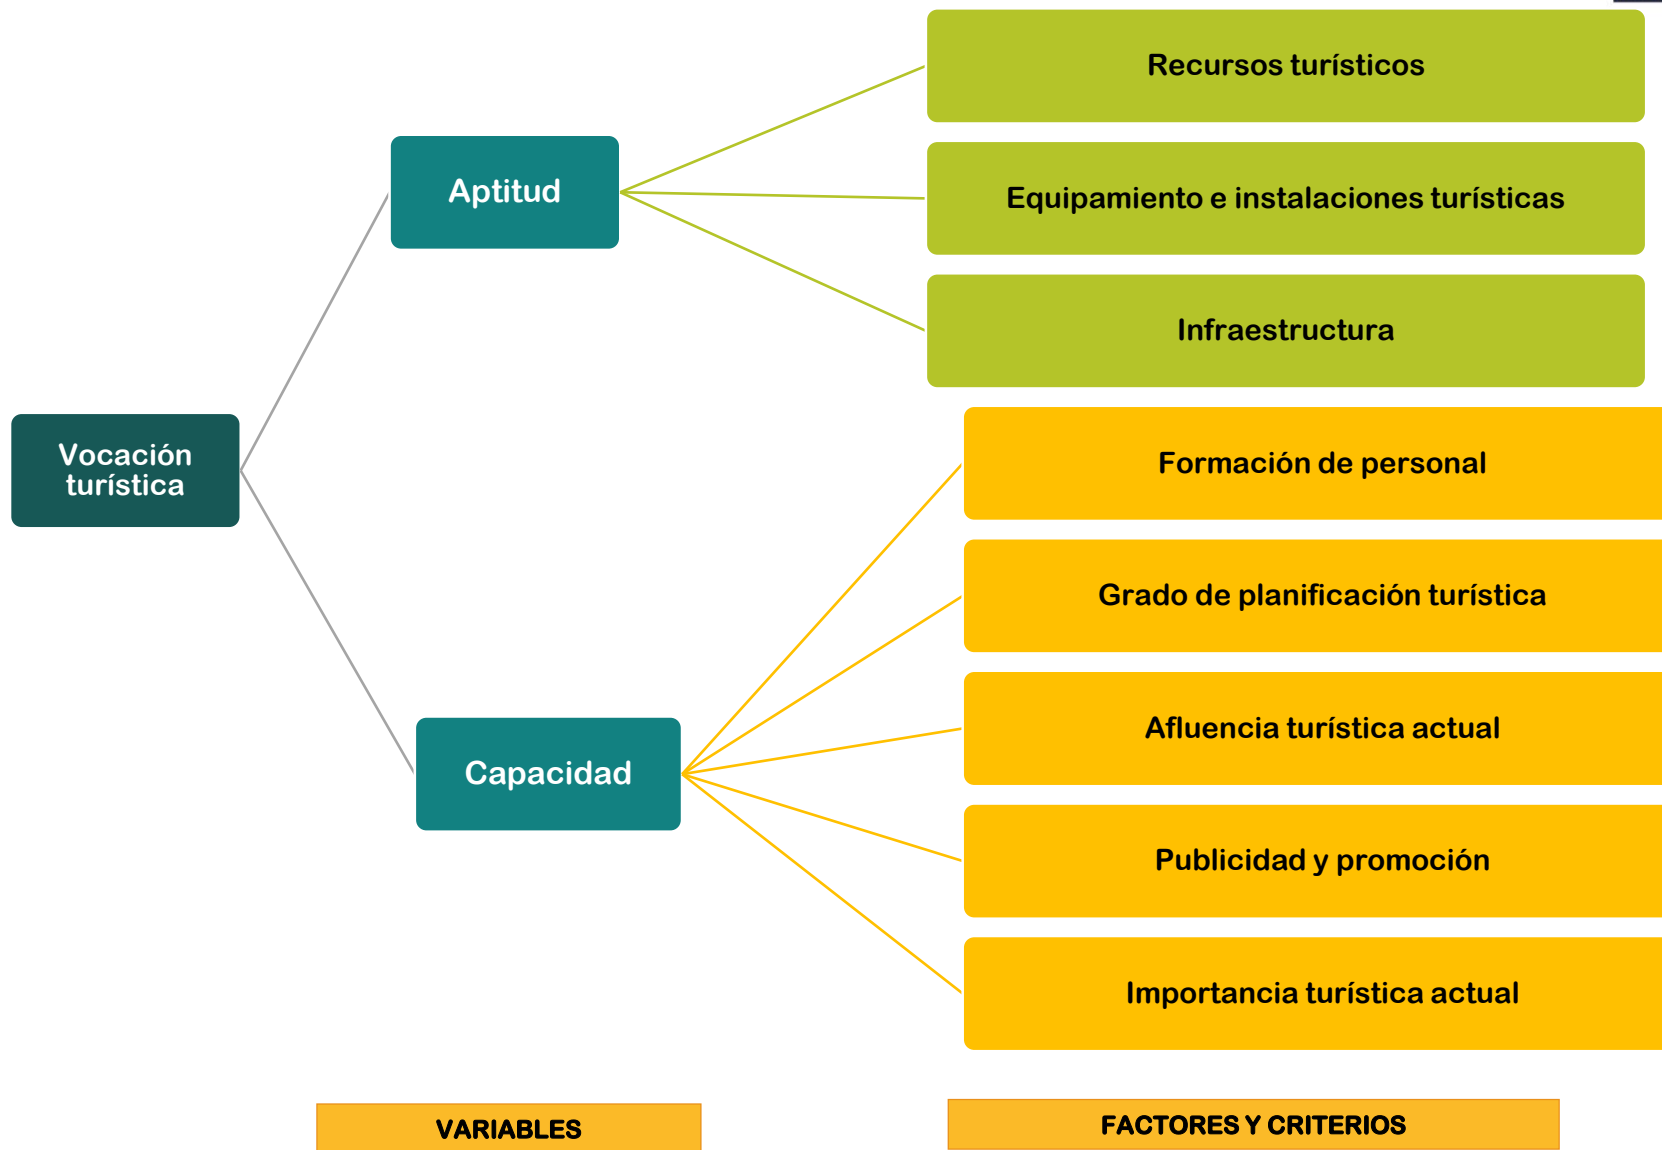 Vocación
turística
Aptitud
Recursos turísticos
Equipamiento e instalaciones turísticas
Infraestructura
Capacidad
Formación de personal
Grado de planificación turística
Afluencia turística actual
Publicidad y promoción
Importancia turística actual
VARIABLES
FACTORES Y CRITERIOS